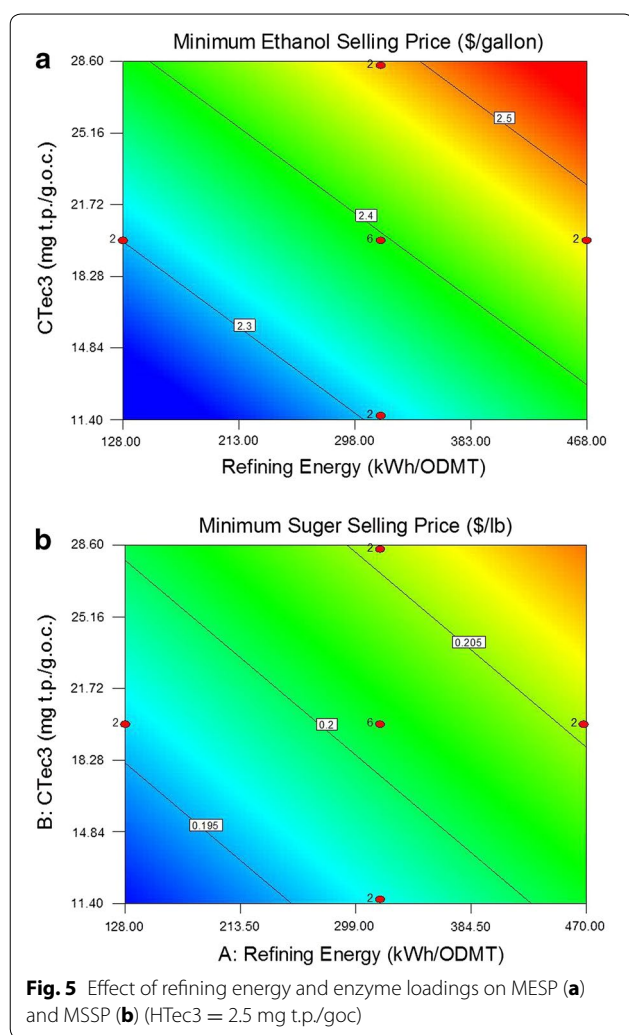 a
Minimum Ethanol Selling Price ($/gallon)
28.60
25.16
21.72
18.28
14.84
11.40
CTec3 (mg t.p./g.o.c.)
2
2.5
2.4
2
6
2
2.3
2
128.00 213.00 298.00 383.00 468.00
Refining Energy (kWh/ODMT)
b
Minimum Suger Selling Price ($/lb)
28.60
25.16
21.72
18.28
14.84
11.40
B: CTec3 (mg t.p./g.o.c.)
2
0.205
2
0.2
6
2
0.195
2
128.00 213.50 299.00 384.50 470.00
A: Refining Energy (kWh/ODMT)
Fig. 5 Effect of refining energy and enzyme loadings on MESP (a)
and MSSP (b) (HTec3 = 2.5 mg t.p./goc)